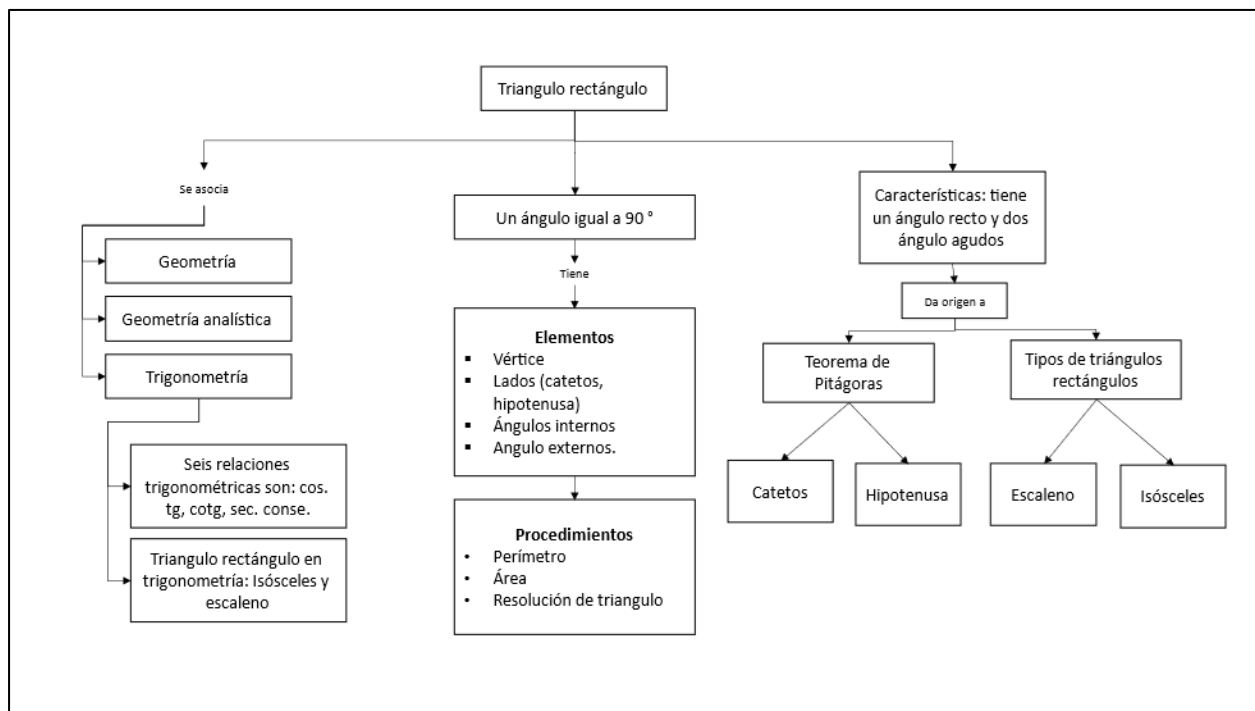 Triangulo rectángulo
Se asocia
Geometría
Geometría analística
Trigonometría
Seis relaciones
trigonométricas son: cos.
tg, cotg, sec. conse.
Triangulo rectángulo en
trigonometría: Isósceles y
escaleno
Un ángulo igual a 90 °
Tiene
Elementos
▪ Vértice
▪ Lados (catetos,
hipotenusa)
▪ Ángulos internos
▪ Angulo externos.
Procedimientos
• Perímetro
• Área
• Resolución de triangulo
Características: tiene
un ángulo recto y dos
ángulo agudos
Da origen a
Teorema de
Pitágoras
Catetos
Hipotenusa
Tipos de triángulos
rectángulos
Escaleno
Isósceles